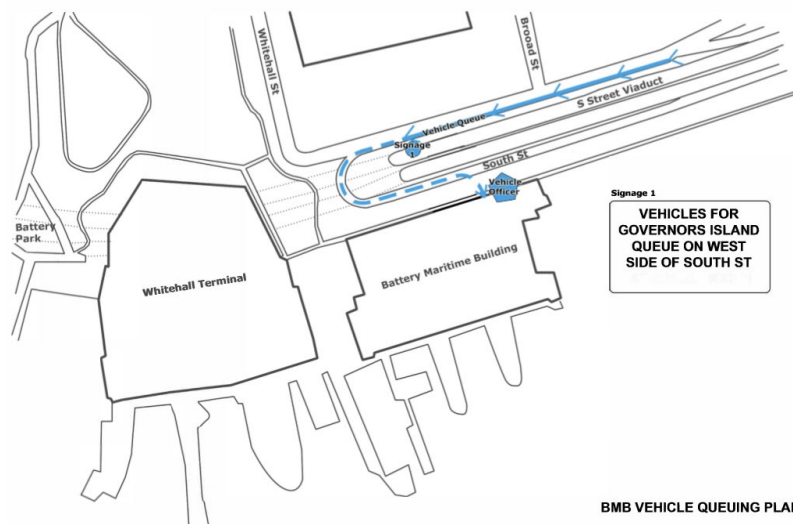 Whitehall St
Brooad St
S Street Viaduct
Vehicle Queue
Signage
1
South St
Vehicle
Officer
Signage 1
VEHICLES FOR
GOVERNORS ISLAND
QUEUE ON WEST
SIDE OF SOUTH ST
Battery
Park
Whitehall Terminal
Battery Maritime Building
BMB VEHICLE QUEUING PLA